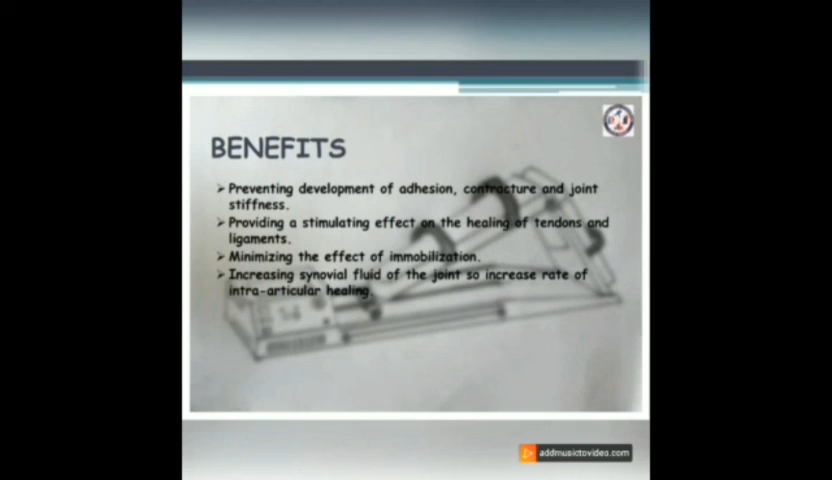 BENEFITS
➢ Preventing development of adhesion, contracture and joint
stiffness.
➢ Providing a stimulating effect on the healing of tendons and
ligaments.
➢ Minimizing the effect of immobilization.
➢ Increasing synovial fluid of the joint so increase rate of
intra-articular healing.
addmusictovideo.com